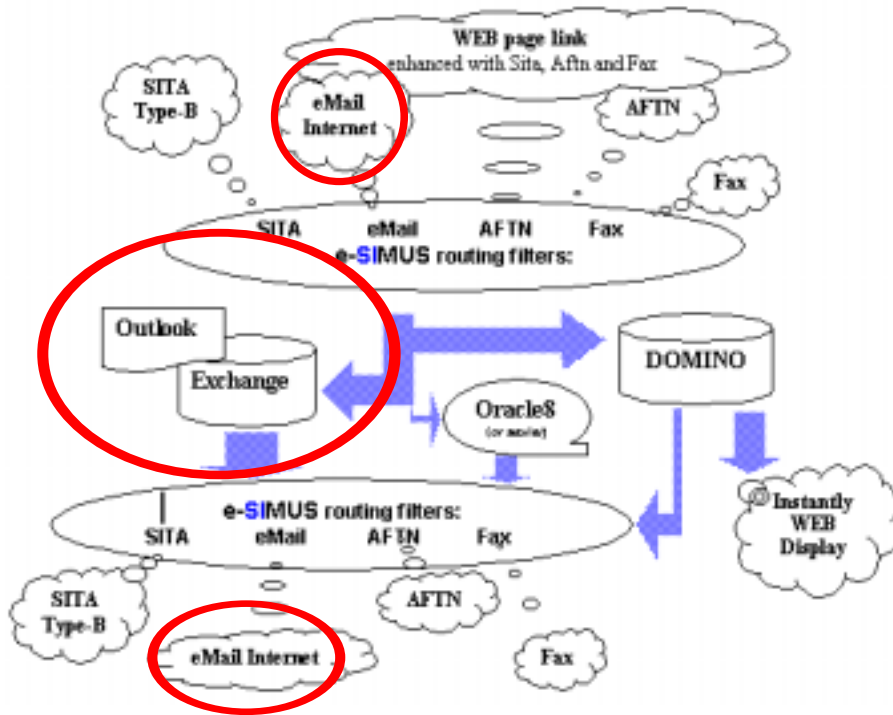 WEB page link
enhanced with Sita, Aftn and Fax
SITA
Type-B
eMail
Internet
AFTN
Fax
SITA eMail AFTN Fax
e-SIMUS routing filters:
Outlook
Exchange
DOMINO
Oracle8
e-SIMUS routing filters:
SITA eMail AFTN Fax
Instantly
WEB
Display
SITA
Type-B
AFTN
eMail Internet
Fax